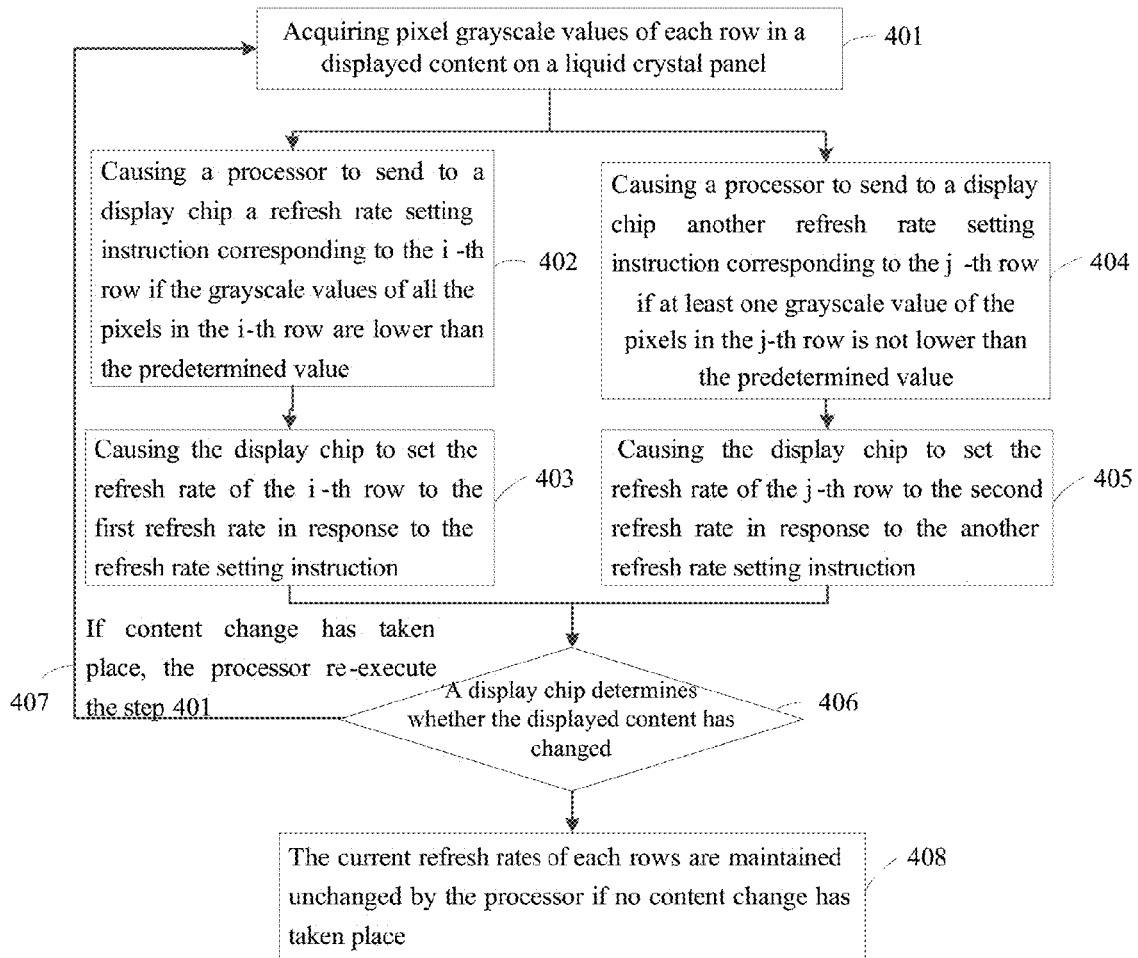 Acquiring pixel grayscale values of each row in a
displayed content on a liquid crystal panel
401
Causing a processor to send to a
display chip a refresh rate setting
instruction corresponding to the i -th
row if the grayscale values of all the
pixels in the i-th row are lower than
the predetermined value
402
Causing a processor to send to a display
chip another refresh rate setting
instruction corresponding to the j -th row
if at least one grayscale value of the
pixels in the j-th row is not lower than
the predetermined value
404
Causing the display chip to set the
refresh rate of the i -th row to the
first refresh rate in response to the
refresh rate setting instruction
403
Causing the display chip to set the
refresh rate of the j -th row to the second
refresh rate in response to the another
refresh rate setting instruction
405
If content change has taken
place, the processor re-execute
the step 401
407
A display chip determines
whether the displayed content has
changed
406
The current refresh rates of each rows are maintained
unchanged by the processor if no content change has
taken place
408